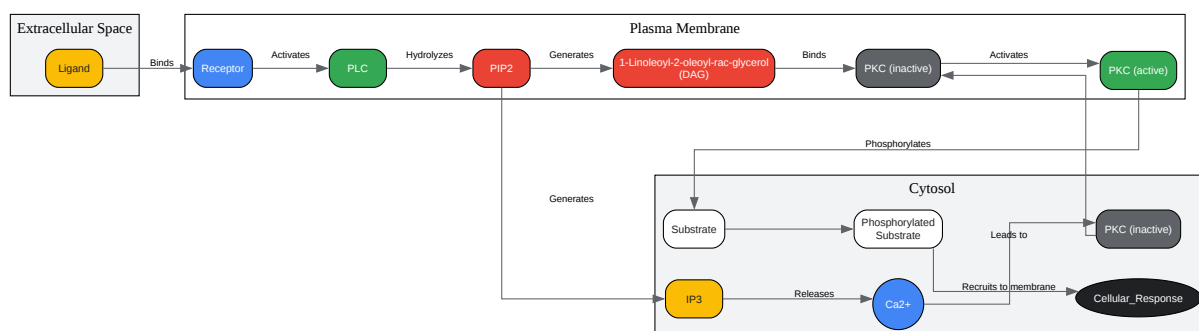 Extracellular Space
Plasma Membrane
Ligand
Binds
Receptor
Activates
PLC
Hydrolyzes
PIP2
Generates
1-Linoleoyl-2-oleoyl-rac-glycerol
(DAG)
Binds
PKC (inactive)
Activates
PKC (active)
Phosphorylates
Generates
Cytosol
Substrate
Phosphorylated
Substrate
Leads to
PKC (inactive)
IP3
Releases
Ca2+
Recruits to membrane
Cellular_Response